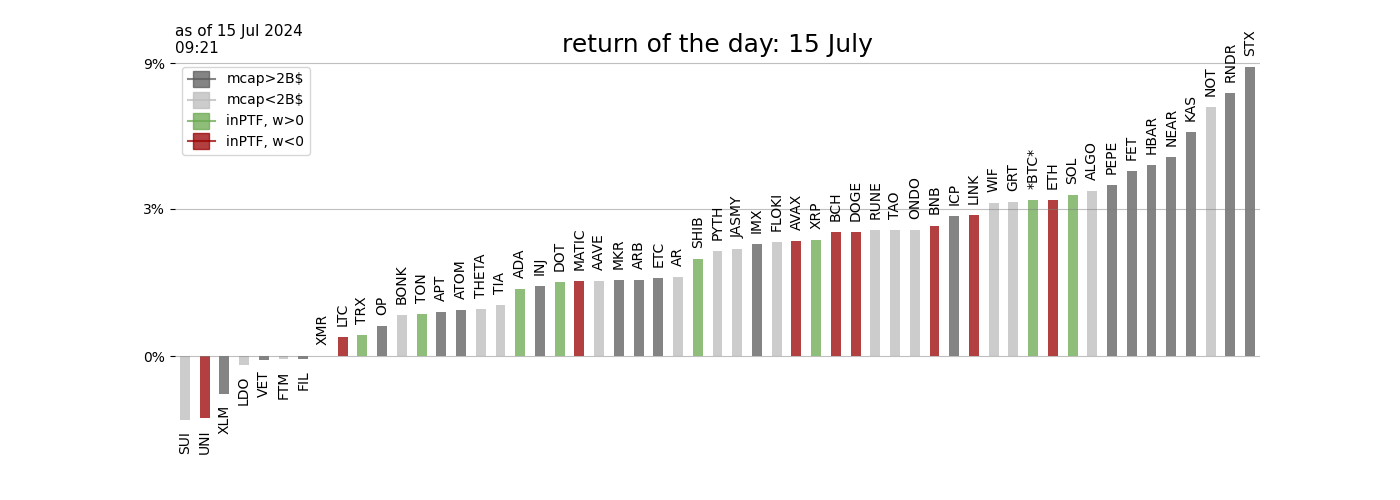 as of 15 Jul 2024
09:21
return of the day: 15 July
9%
3%
0%
mcap>2B$
mcap<2B$
inPTF, w>0
inPTF, w<0
SUI
UNI
XLM
LDO
VET
FTM
FIL
XMR
LTC
TRX
OP
BONK
TON
APT
ATOM
THETA
TIA
ADA
INJ
DOT
MATIC
AAVE
MKR
ARB
ETC
AR
SHIB
PYTH
JASMY
IMX
FLOKI
AVAX
XRP
BCH
DOGE
RUNE
TAO
ONDO
BNB
ICP
LINK
WIF
GRT
*BTC*
ETH
SOL
ALGO
PEPE
FET
HBAR
NEAR
KAS
NOT
RNDR
STX